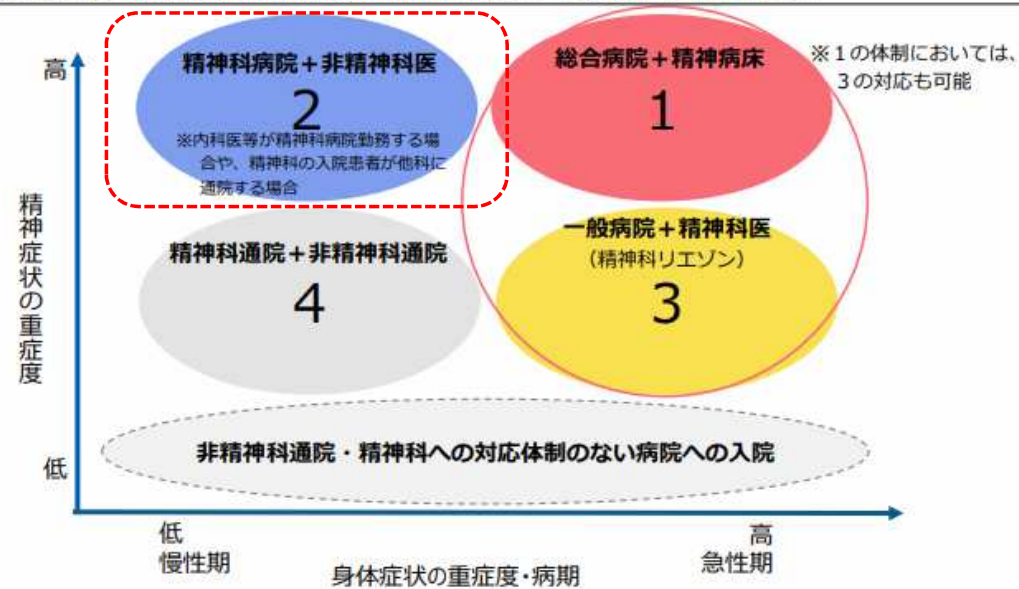 高
精神科病院+非精神科医
2
※内科医等が精神科病院勤務する場
合や、精神科の入院患者が他科に
通院する場合
総合病院+精神病床
1
※1の体制においては、
3の対応も可能
精神症状の重症度
精神科通院+非精神科通院
4
一般病院+精神科医
(精神科リエゾン)
3
非精神科通院・精神科への対応体制のない病院への入院
低
低
慢性期
高
急性期
身体症状の重症度・病期